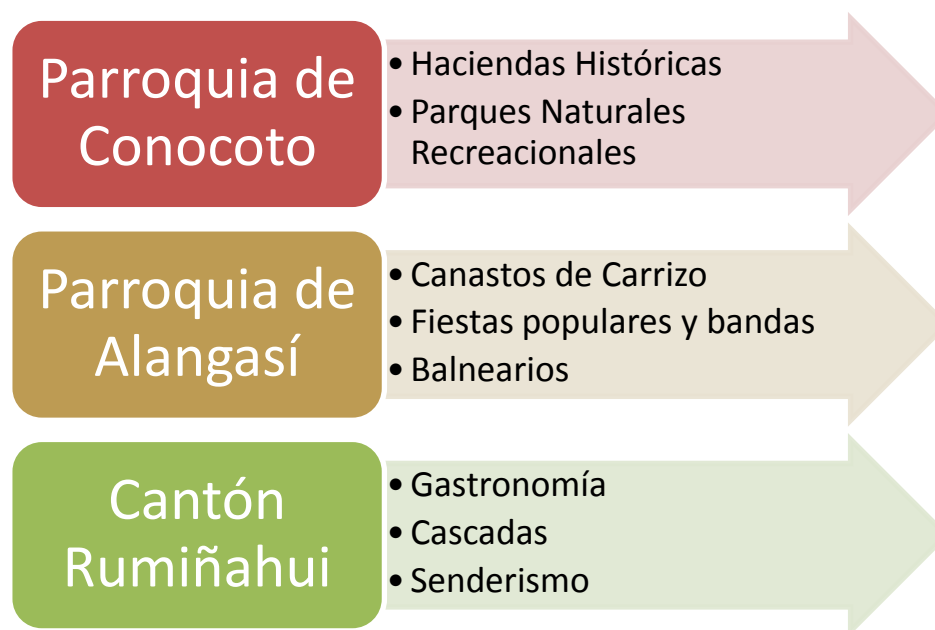 Parroquia de
Conocoto
• Haciendas Históricas
• Parques Naturales
Recreacionales
Parroquia de
Alangasí
• Canastos de Carrizo
• Fiestas populares y bandas
• Balnearios
Cantón
Rumiñahui
• Gastronomía
• Cascadas
• Senderismo